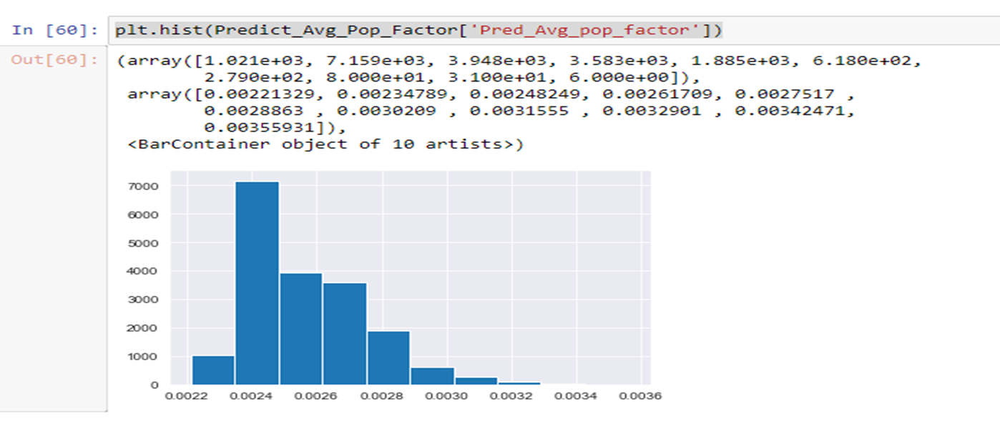 In [60]: plt.hist(Predict_Avg_Pop_Factor['Pred_Avg_pop_factor'])
Out[60]: (array([1.021e+03, 7.159e+03, 3.948e+03, 3.583e+03, 1.885e+03, 6.180e+02,
2.790e+02, 8.000e+01, 3.100e+01, 6.000e+00]),
array([0.00221329, 0.00234789, 0.00248249, 0.00261709, 0.0027517 ,
0.0028863 , 0.0030209 , 0.0031555 , 0.0032901 , 0.00342471,
0.00355931]),
<BarContainer object of 10 artists>)
7000
6000
5000
4000
3000
2000
1000
0
0.0022 0.0024 0.0026 0.0028 0.0030 0.0032 0.0034 0.0036